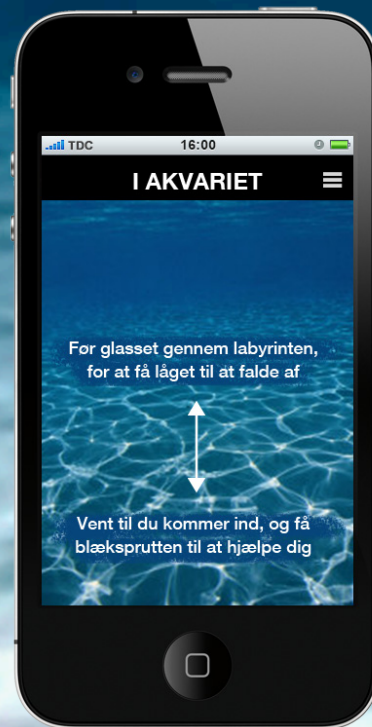 TDC 16:00
I AKVARIET
Før glasset gennem labyrinten,
for at få låget til at falde af
Vent til du kommer ind, og få
blæksprutten til at hjælpe dig